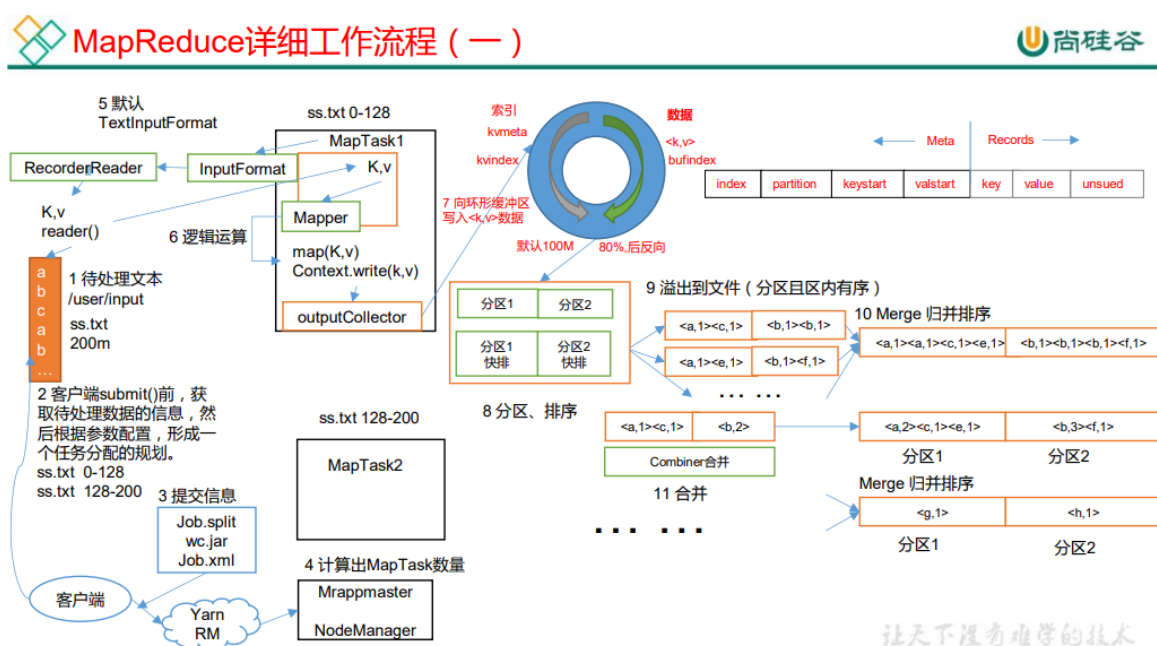 MapReduce详细工作流程（一）
尚硅谷
5 默认
TextInputFormat
ss.txt 0-128
MapTask1
RecorderReader
InputFormat
K,v
K,v
reader()
Mapper
6 逻辑运算
map(K,v)
Context.write(k,v)
outputCollector
a
b
c
a
b
…
1 待处理文本
/user/input
ss.txt
200m
2 客户端submit()前，获
取待处理数据的信息，然
后根据参数配置，形成一
个任务分配的规划。
ss.txt 0-128
ss.txt 128-200
3 提交信息
Job.split
wc.jar
Job.xml
客户端
Yarn
RM
ss.txt 128-200
MapTask2
4 计算出MapTask数量
Mrappmaster
NodeManager
索引
kvmeta
kvindex
数据
<k,v>
bufindex
7 向环形缓冲区
写入<k,v>数据
默认100M
80%,后反向
Meta
Records
index partition keystart valstart key value unsued
分区1 分区2
分区1 分区2
快排 快排
8 分区、排序
9 溢出到文件（分区且区内有序）
<a,1><c,1> <b,1><b,1>
<a,1><e,1> <b,1><f,1>
… …
10 Merge 归并排序
<a,1><a,1><c,1><e,1> <b,1><b,1><b,1><f,1>
<a,1><c,1> <b,2>
Combiner合并
11 合并
<a,2><c,1><e,1> <b,3><f,1>
分区1 分区2
Merge 归并排序
… …
<g,1> <h,1>
分区1 分区2
让天下没有难学的技术